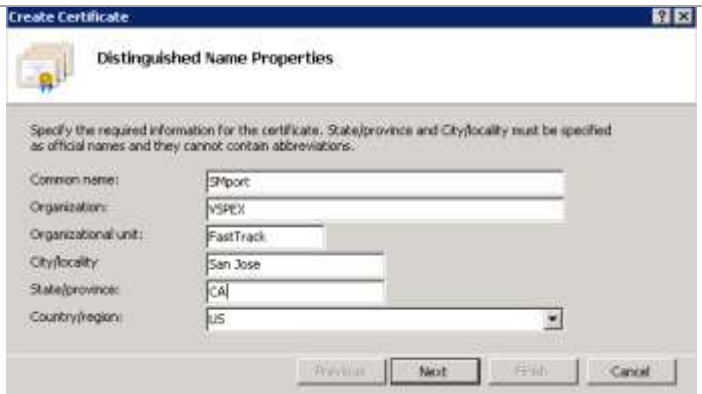 Create Certificate
Distinguished Name Properties
Specify the required information for the certificate. State/province and City/locality must be specified
as official names and they cannot contain abbreviations.
Common name: SMport
Organization: VSPEX
Organizational unit: FastTrack
City/locality San Jose
State/province: CA
Country/region: US
Previous Next Finish Cancel